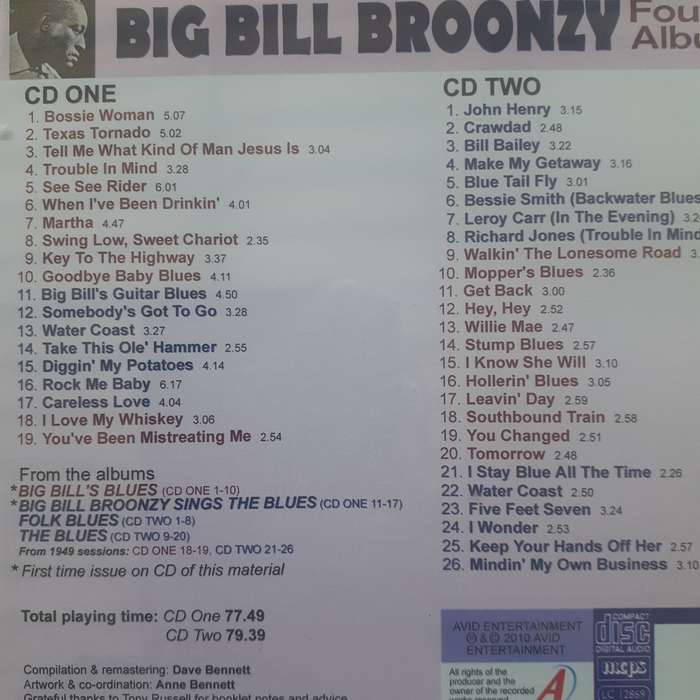 BIG BILL BROONZY
CD ONE
1. Bossie Woman 5.07
2. Texas Tornado 5.02
3. Tell Me What Kind Of Man Jesus Is 3.04
4. Trouble In Mind 3.28
5. See See Rider 6.01
6. When I've Been Drinkin' 4.01
7. Martha 4.47
8. Swing Low, Sweet Chariot 2.35
9. Key To The Highway 3.37
10. Goodbye Baby Blues 4.11
11. Big Bill's Guitar Blues 4.50
12. Somebody's Got To Go 3.28
13. Water Coast 3.27
14. Take This Ole' Hammer 2.55
15. Diggin' My Potatoes 4.14
16. Rock Me Baby 6.17
17. Careless Love 4.04
18. I Love My Whiskey 3.06
19. You've Been Mistreating Me 2.54
From the albums
*BIG BILL'S BLUES (CD ONE 1-10)
*BIG BILL BROONZY SINGS THE BLUES (CD ONE 11-17)
FOLK BLUES (CD TWO 1-8)
THE BLUES (CD TWO 9-20)
From 1949 sessions: CD ONE 18-19, CD TWO 21-26
* First time issue on CD of this material
Total playing time: CD One 77.49
CD Two 79.39
Compilation & remastering: Dave Bennett
Artwork & co-ordination: Anne Bennett
Grateful thanks to Tony Russell for booklet notes and advice
CD TWO
1. John Henry 3.15
2. Crawdad 2.48
3. Bill Bailey 3.22
4. Make My Getaway 3.16
5. Blue Tail Fly 3.01
6. Bessie Smith (Backwater Blues
7. Leroy Carr (In The Evening) 3.2
8. Richard Jones (Trouble In Mind
9. Walkin' The Lonesome Road 3.
10. Mopper's Blues 2.36
11. Get Back 3.00
12. Hey, Hey 2.52
13. Willie Mae 2.47
14. Stump Blues 2.57
15. I Know She Will 3.10
16. Hollerin' Blues 3.05
17. Leavin' Day 2.59
18. Southbound Train 2.58
19. You Changed 2.51
20. Tomorrow 2.48
21. I Stay Blue All The Time 2.26
22. Water Coast 2.50
23. Five Feet Seven 3.24
24. I Wonder 2.53
25. Keep Your Hands Off Her 2.57
26. Mindin' My Own Business 3.10
AVID ENTERTAINMENT
℗ & © 2010 AVID
ENTERTAINMENT
All rights of the
producer and the
owner of the recorded
COMPACT
disc
DIGITAL AUDIO
mcps
LC 12869